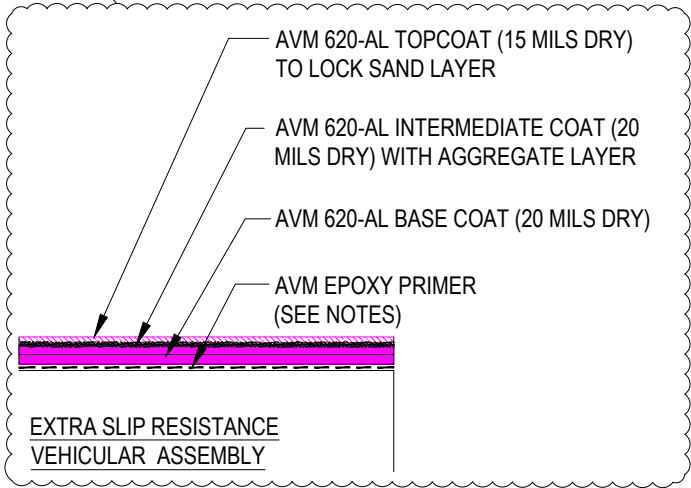 AVM 620-AL TOPCOAT (15 MILS DRY)
TO LOCK SAND LAYER
AVM 620-AL INTERMEDIATE COAT (20
MILS DRY) WITH AGGREGATE LAYER
AVM 620-AL BASE COAT (20 MILS DRY)
AVM EPOXY PRIMER
(SEE NOTES)
EXTRA SLIP RESISTANCE
VEHICULAR ASSEMBLY